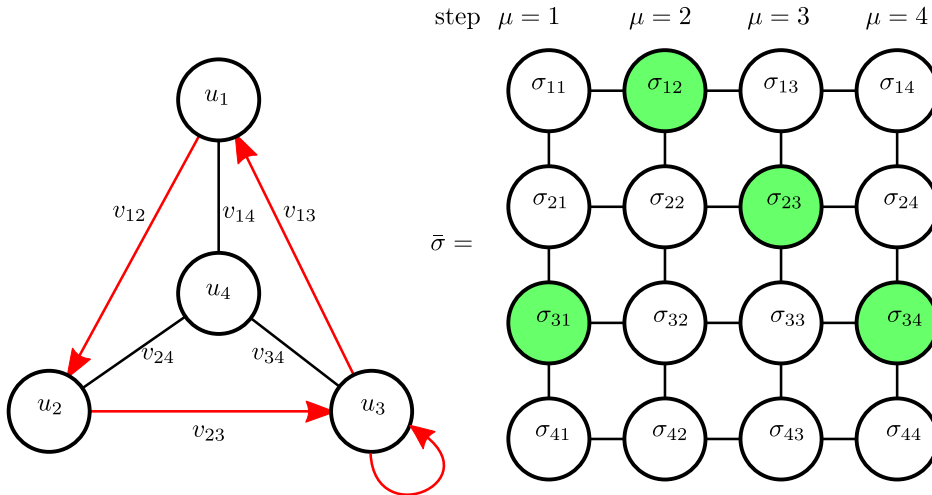 step μ = 1 μ = 2 μ = 3 μ = 4
u₁
v₁₂ v₁₄ v₁₃
u₄
v₂₄ v₃₄
u₂ u₃
v₂₃
σ̄ =
σ₁₁ σ₁₂ σ₁₃ σ₁₄
σ₂₁ σ₂₂ σ₂₃ σ₂₄
σ₃₁ σ₃₂ σ₃₃ σ₃₄
σ₄₁ σ₄₂ σ₄₃ σ₄₄